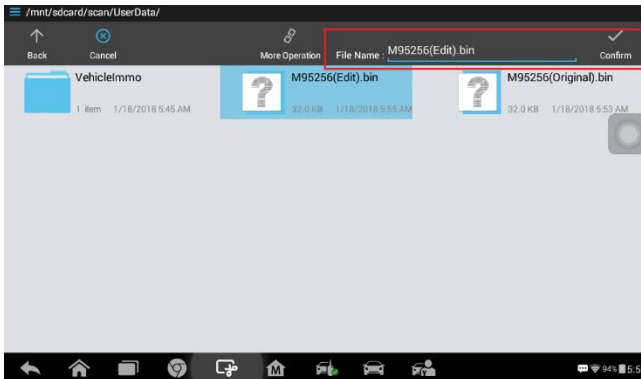 /mnt/sdcard/scan/UserData/
Back
Cancel
More Operation
File Name : M95256(Edit).bin
Confirm
VehicleImmo
1 item 1/18/2018 5:45 AM
M95256(Edit).bin
32.0 KB 1/18/2018 5:55 AM
M95256(Original).bin
32.0 KB 1/18/2018 5:53 AM
M
94%